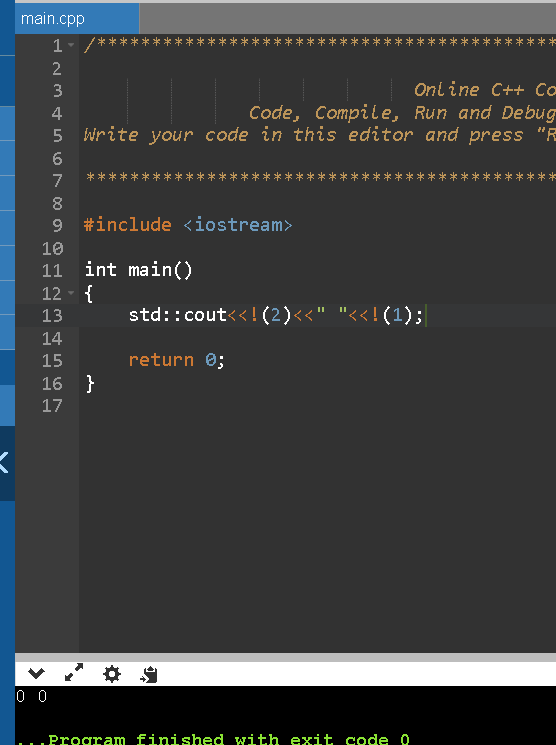 main.cpp
1 /*******************************************
2
3 Online C++ Co
4 Code, Compile, Run and Debug
5 Write your code in this editor and press "R
6
7 *******************************************
8
9 #include <iostream>
10
11 int main()
12 {
13     std::cout<<!(2)<<" "<<!(1);
14
15     return 0;
16 }
17
0 0
...Program finished with exit code 0